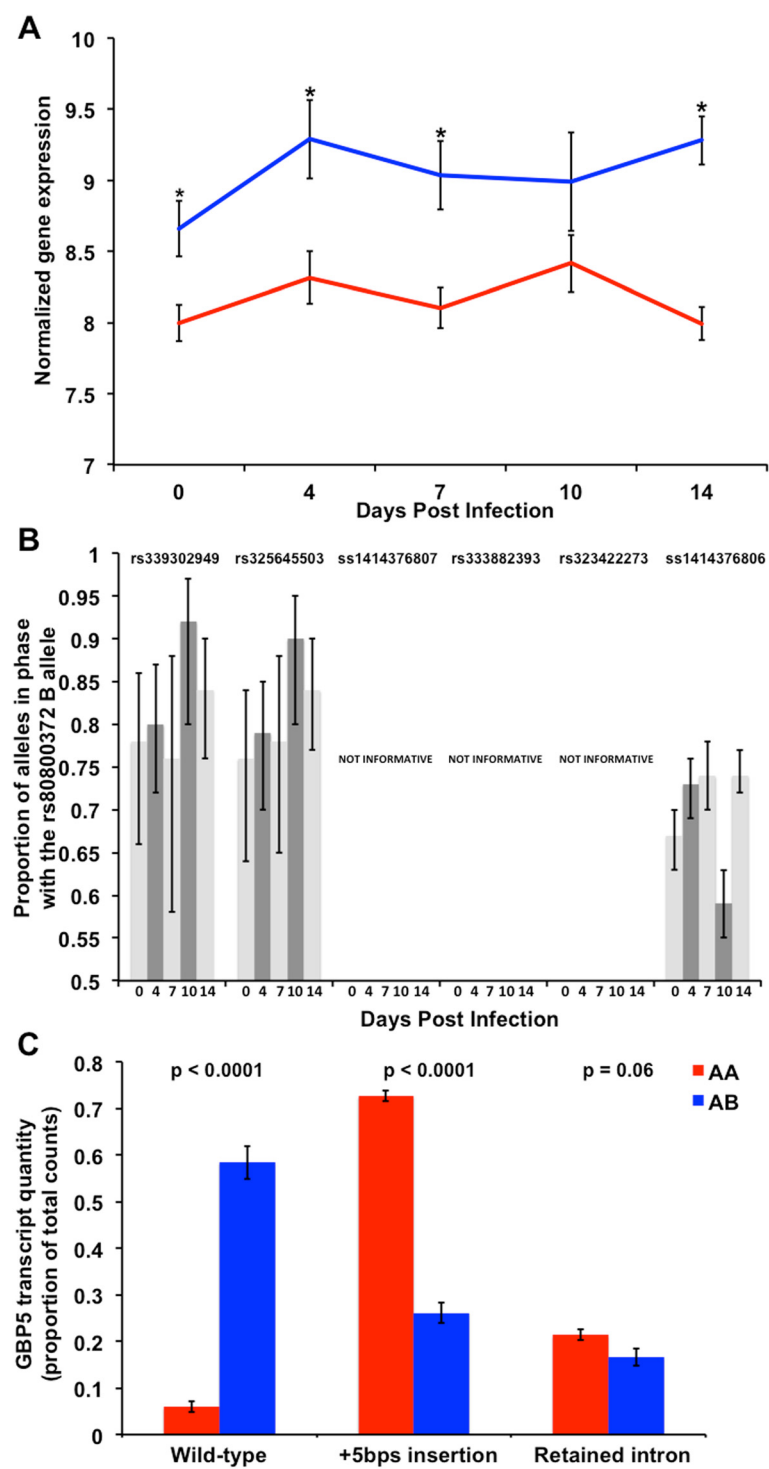 A
Normalized gene expression
10
9.5
9
8.5
8
7.5
7
*
*
*
*
0 4 7 10 14
Days Post Infection
B
Proportion of alleles in phase
with the rs80800372 B allele
1
0.95
0.9
0.85
0.8
0.75
0.7
0.65
0.6
0.55
0.5
rs339302949 rs325645503 ss1414376807 rs333882393 rs323422273 ss1414376806
NOT INFORMATIVE NOT INFORMATIVE NOT INFORMATIVE
0 4 7 10 14 0 4 7 10 14 0 4 7 10 14 0 4 7 10 14 0 4 7 10 14 0 4 7 10 14
Days Post Infection
C
GBP5 transcript quantity
(proportion of total counts)
0.8
0.7
0.6
0.5
0.4
0.3
0.2
0.1
0
p < 0.0001 p < 0.0001 p = 0.06
AA
AB
Wild-type +5bps insertion Retained intron